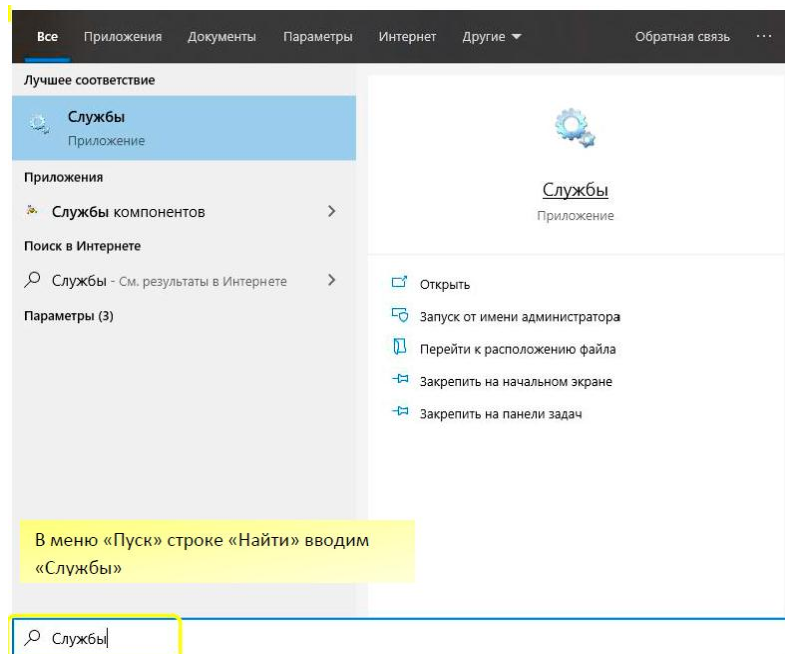 Все Приложения Документы Параметры Интернет Другие Обратная связь ...
Лучшее соответствие
Службы
Приложение
Приложения
Службы компонентов
Поиск в Интернете
Службы - См. результаты в Интернете
Параметры (3)
Службы
Приложение
Открыть
Запуск от имени администратора
Перейти к расположению файла
Закрепить на начальном экране
Закрепить на панели задач
В меню «Пуск» строке «Найти» вводим
«Службы»
Службы